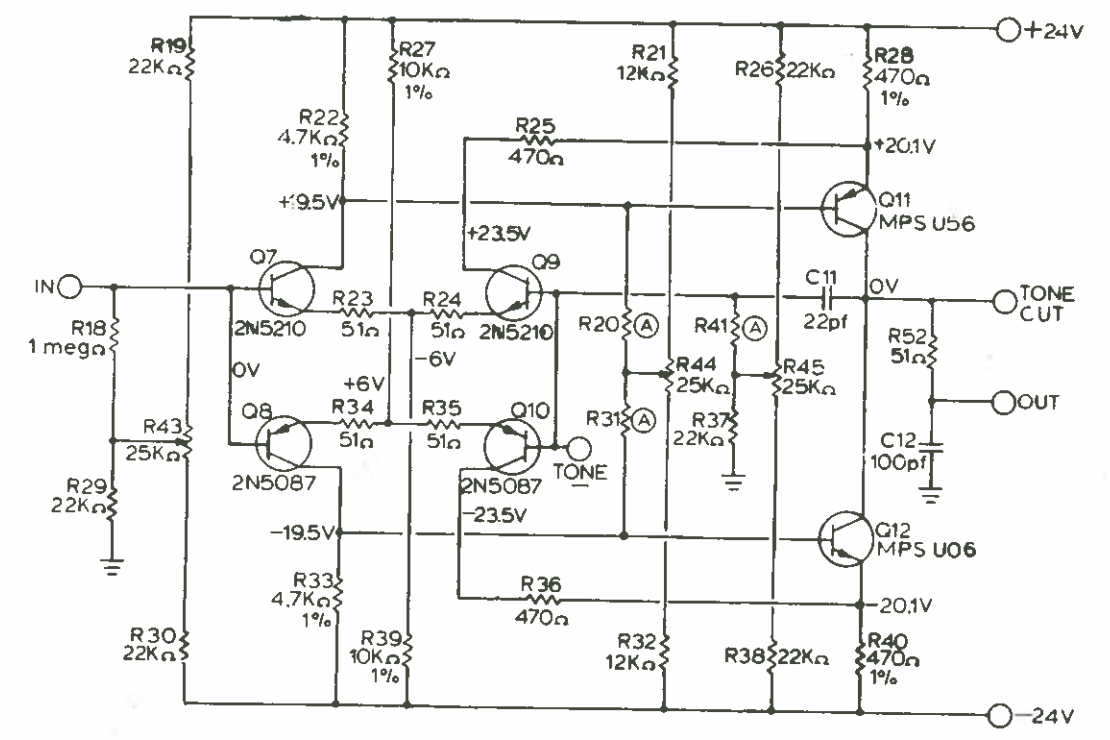 R19
22KΩ
R27
10KΩ
1%
R21
12KΩ
R26 22KΩ
R28
470Ω
1%
+24V
R22
4.7KΩ
1%
R25
470Ω
+20.1V
+19.5V
Q11
MPS U56
+23.5V
Q7
Q9
IN
R23
51Ω
R24
51Ω
C11
22pf
0V
TONE
CUT
2N5210
2N5210
R18
1 megΩ
R20 A
R41 A
R52
51Ω
-6V
0V
+6V
R44
25KΩ
R45
25KΩ
Q8
R34
51Ω
R35
51Ω
Q10
R43
25KΩ
R31 A
R37
22KΩ
OUT
C12
100pf
TONE
2N5087
2N5087
R29
22KΩ
-23.5V
-19.5V
Q12
MPS U06
R33
4.7KΩ
1%
R36
470Ω
-20.1V
R30
22KΩ
R39
10KΩ
1%
R32
12KΩ
R38 22KΩ
R40
470Ω
1%
-24V